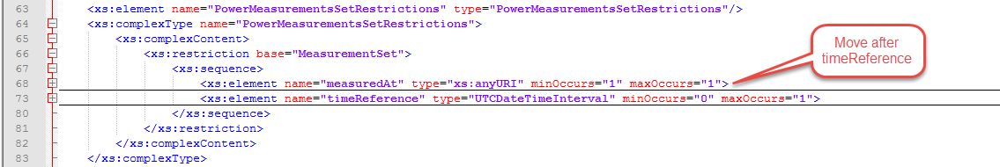 63 <xs:element name="PowerMeasurementsSetRestrictions" type="PowerMeasurementsSetRestrictions"/>
64 <xs:complexType name="PowerMeasurementsSetRestrictions">
65 <xs:complexContent>
66 <xs:restriction base="MeasurementSet">
67 <xs:sequence>
68 <xs:element name="measuredAt" type="xs:anyURI" minOccurs="1" maxOccurs="1">
73 <xs:element name="timeReference" type="UTCDateTimeInterval" minOccurs="0" maxOccurs="1">
80 </xs:sequence>
81 </xs:restriction>
82 </xs:complexContent>
83 </xs:complexType>
Move after
timeReference